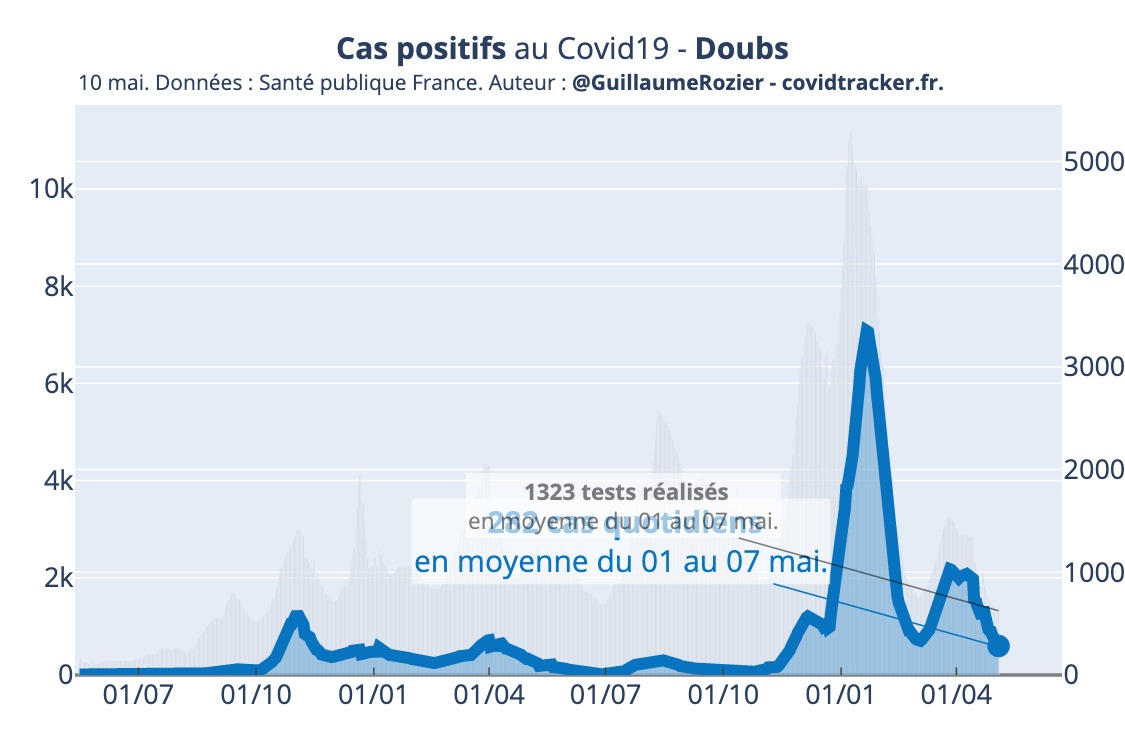 Cas positifs au Covid19 - Doubs
10 mai. Données : Santé publique France. Auteur : @GuillaumeRozier - covidtracker.fr.
10k
8k
6k
4k
2k
0
5000
4000
3000
2000
1000
0
1323 tests réalisés
en moyenne du 01 au 07 mai.
282 cas quotidiens
en moyenne du 01 au 07 mai.
01/07 01/10 01/01 01/04 01/07 01/10 01/01 01/04